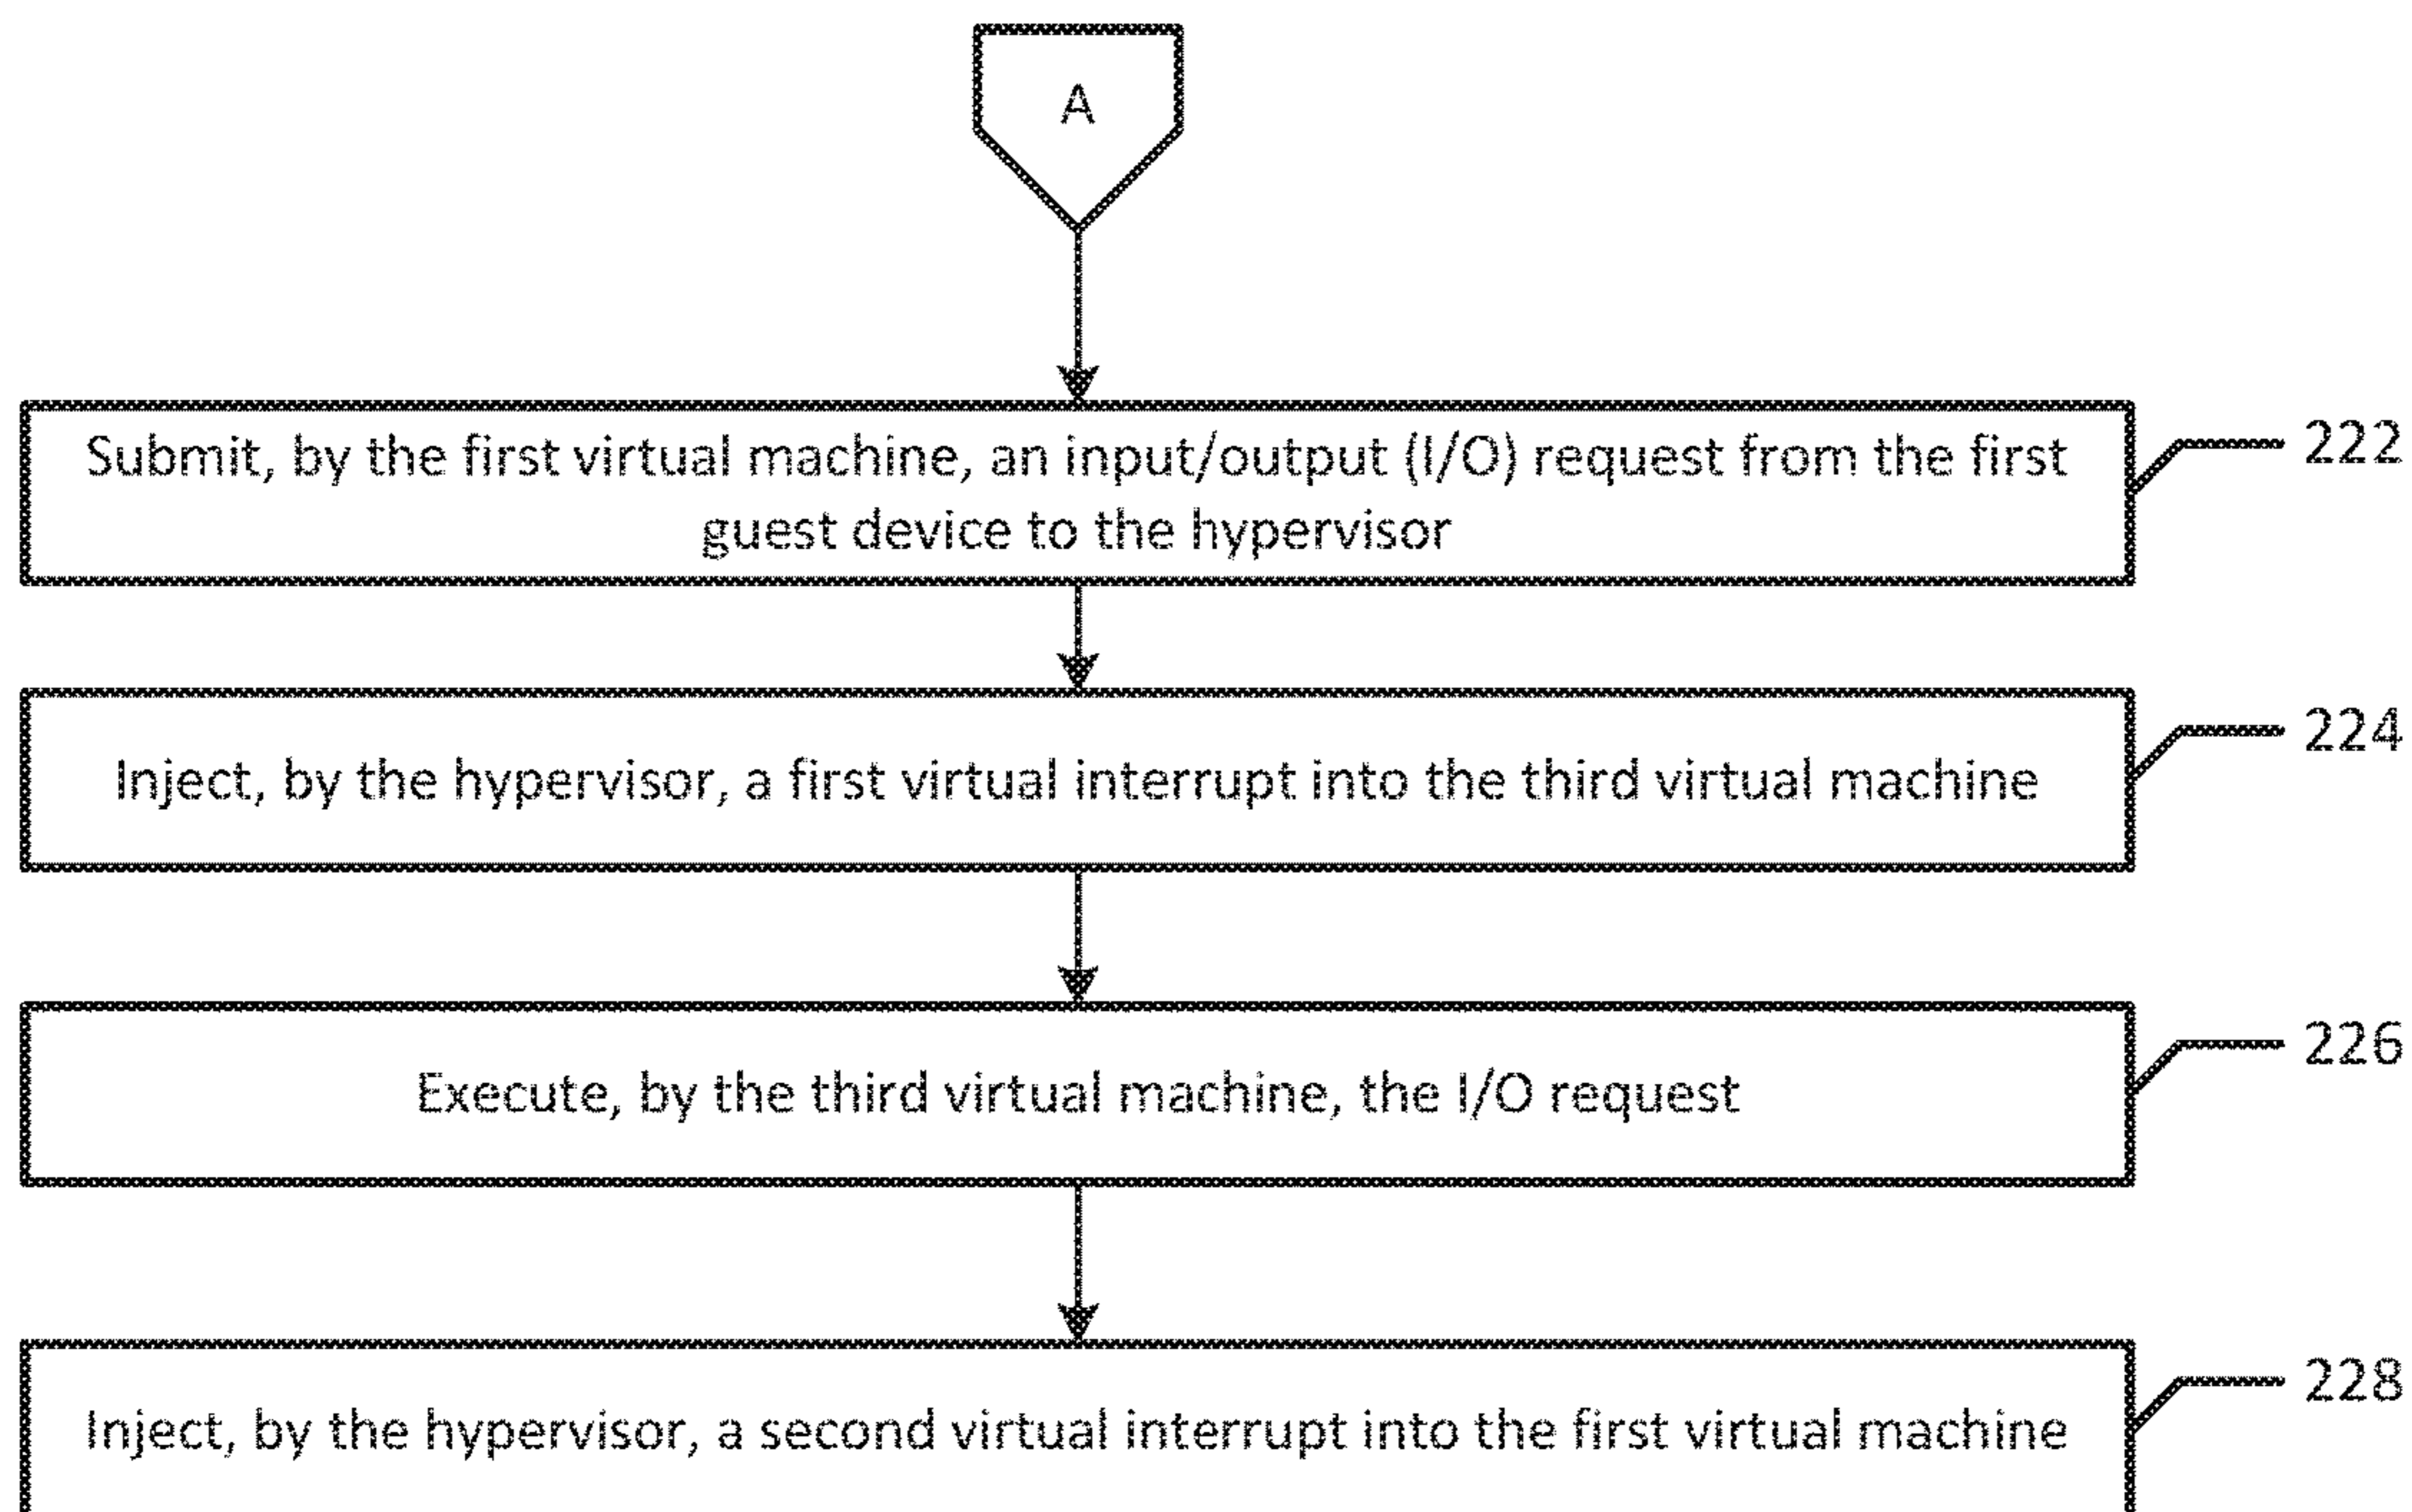 A
Submit, by the first virtual machine, an input/output (I/O) request from the first
guest device to the hypervisor
222
Inject, by the hypervisor, a first virtual interrupt into the third virtual machine
224
Execute, by the third virtual machine, the I/O request
226
Inject, by the hypervisor, a second virtual interrupt into the first virtual machine
228